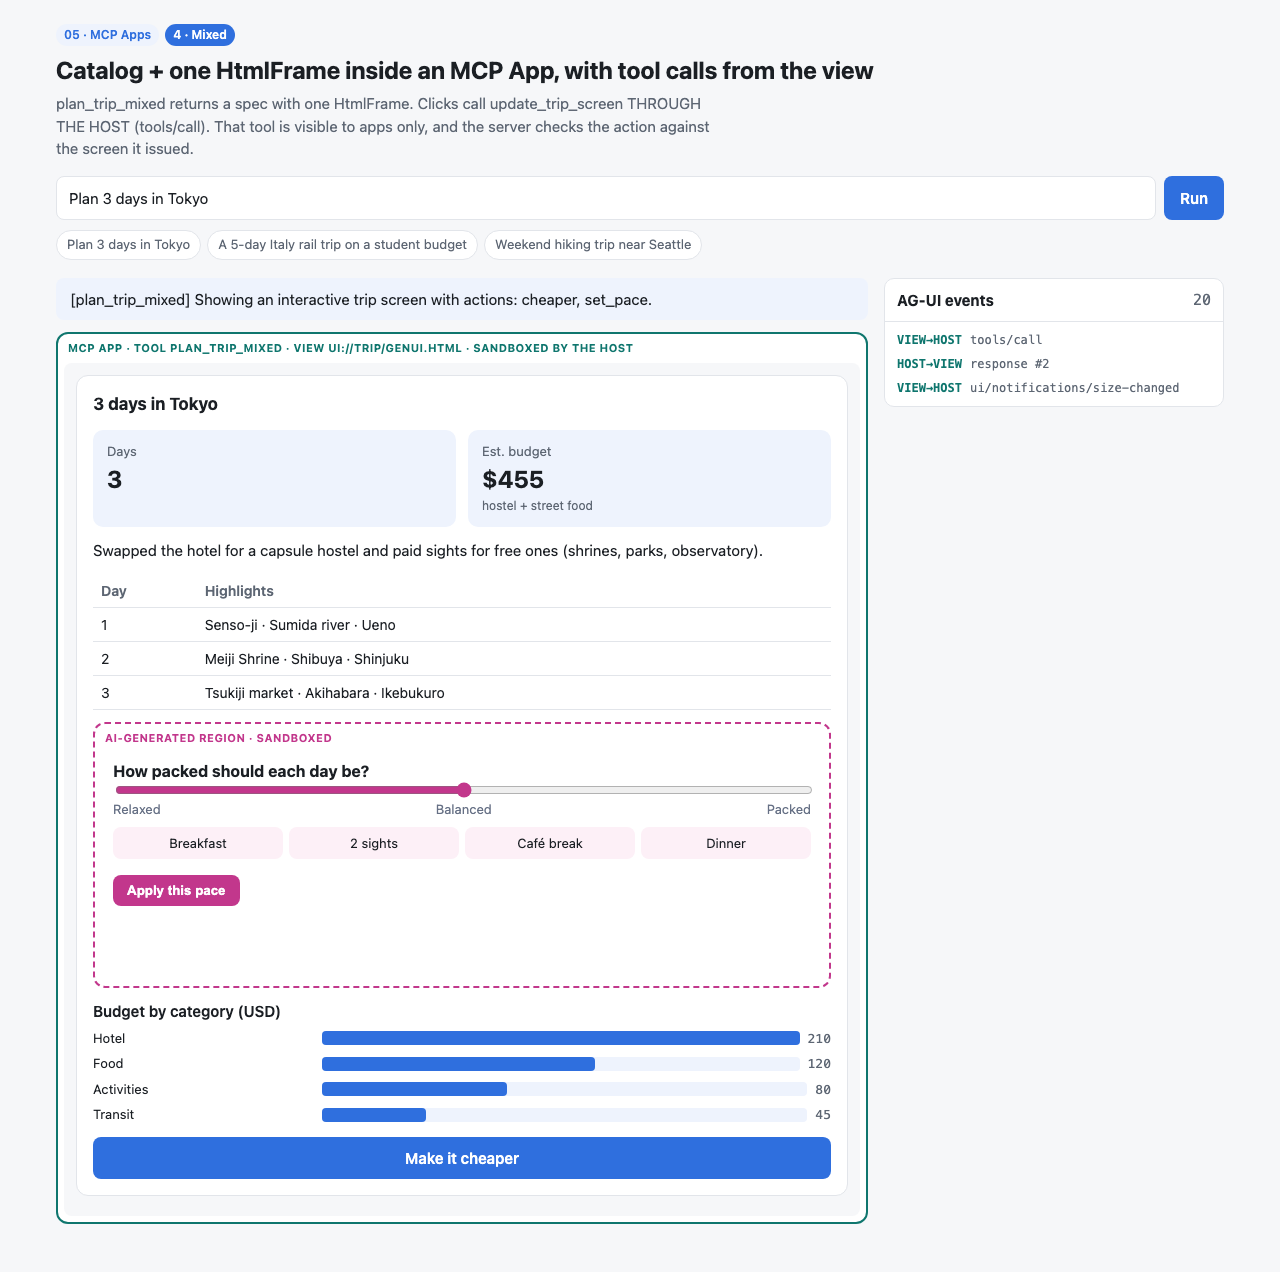 05 · MCP Apps
4 · Mixed
Catalog + one HtmlFrame inside an MCP App, with tool calls from the view
plan_trip_mixed returns a spec with one HtmlFrame. Clicks call update_trip_screen THROUGH
THE HOST (tools/call). That tool is visible to apps only, and the server checks the action against
the screen it issued.
Plan 3 days in Tokyo
Run
Plan 3 days in Tokyo
A 5-day Italy rail trip on a student budget
Weekend hiking trip near Seattle
[plan_trip_mixed] Showing an interactive trip screen with actions: cheaper, set_pace.
MCP APP · TOOL PLAN_TRIP_MIXED · VIEW UI://TRIP/GENUI.HTML · SANDBOXED BY THE HOST
3 days in Tokyo
Days
3
Est. budget
$455
hostel + street food
Swapped the hotel for a capsule hostel and paid sights for free ones (shrines, parks, observatory).
Day Highlights
1 Senso-ji · Sumida river · Ueno
2 Meiji Shrine · Shibuya · Shinjuku
3 Tsukiji market · Akihabara · Ikebukuro
AI-GENERATED REGION · SANDBOXED
How packed should each day be?
Relaxed Balanced Packed
Breakfast 2 sights Café break Dinner
Apply this pace
Budget by category (USD)
Hotel 210
Food 120
Activities 80
Transit 45
Make it cheaper
AG-UI events 20
VIEW→HOST tools/call
HOST→VIEW response #2
VIEW→HOST ui/notifications/size-changed